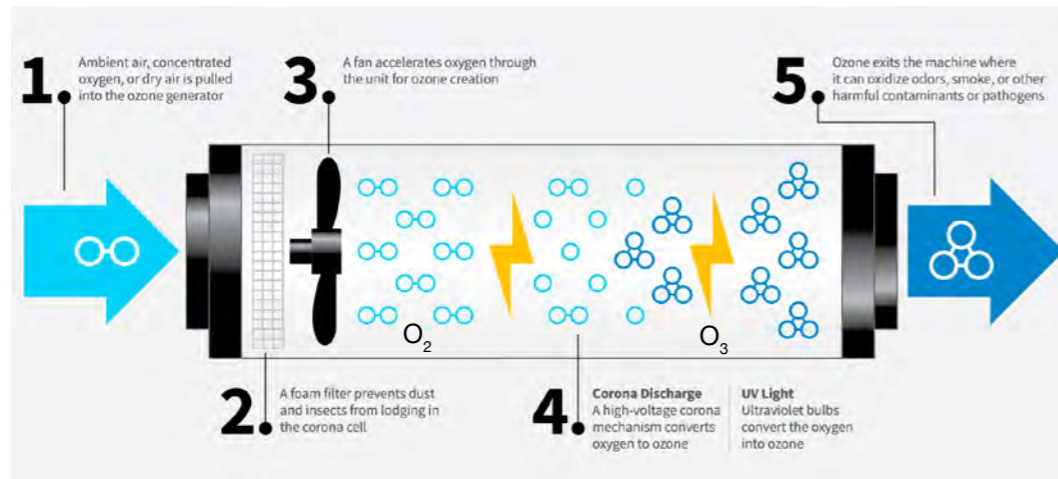 1.
Ambient air, concentrated
oxygen, or dry air is pulled
into the ozone generator
3.
A fan accelerates oxygen through
the unit for ozone creation
5.
Ozone exits the machine where
it can oxidize odors, smoke, or other
harmful contaminants or pathogens
O₂
O₃
2.
A foam filter prevents dust
and insects from lodging in
the corona cell
4.
Corona Discharge
A high-voltage corona
mechanism converts
oxygen to ozone
UV Light
Ultraviolet bulbs
convert the oxygen
into ozone